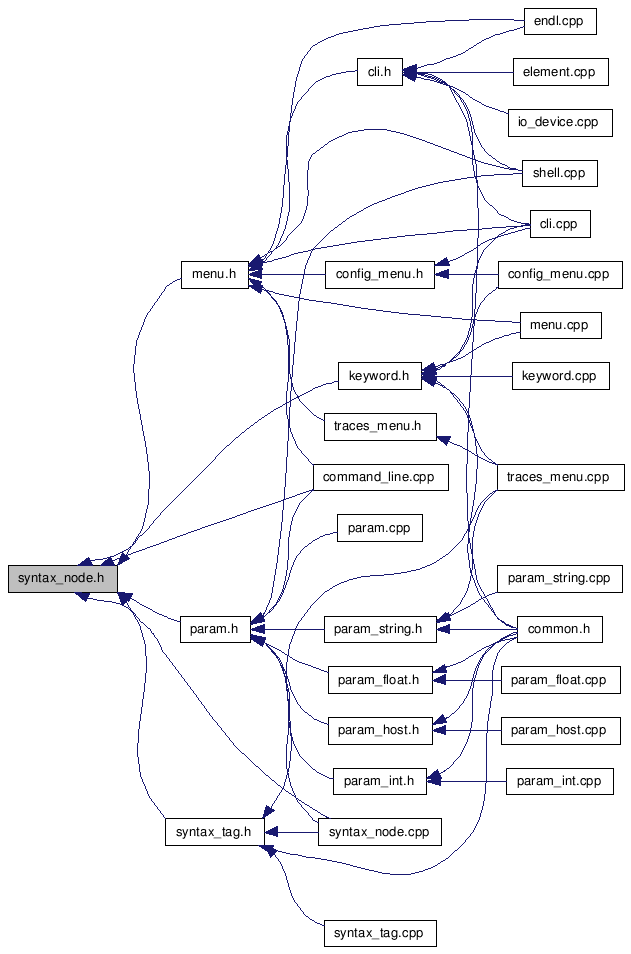 endl.cpp
cli.h
element.cpp
io_device.cpp
shell.cpp
cli.cpp
menu.h
config_menu.h
config_menu.cpp
menu.cpp
keyword.h
keyword.cpp
traces_menu.h
command_line.cpp
traces_menu.cpp
param.cpp
syntax_node.h
param_string.cpp
param.h
param_string.h
common.h
param_float.h
param_float.cpp
param_host.h
param_host.cpp
param_int.h
param_int.cpp
syntax_tag.h
syntax_node.cpp
syntax_tag.cpp